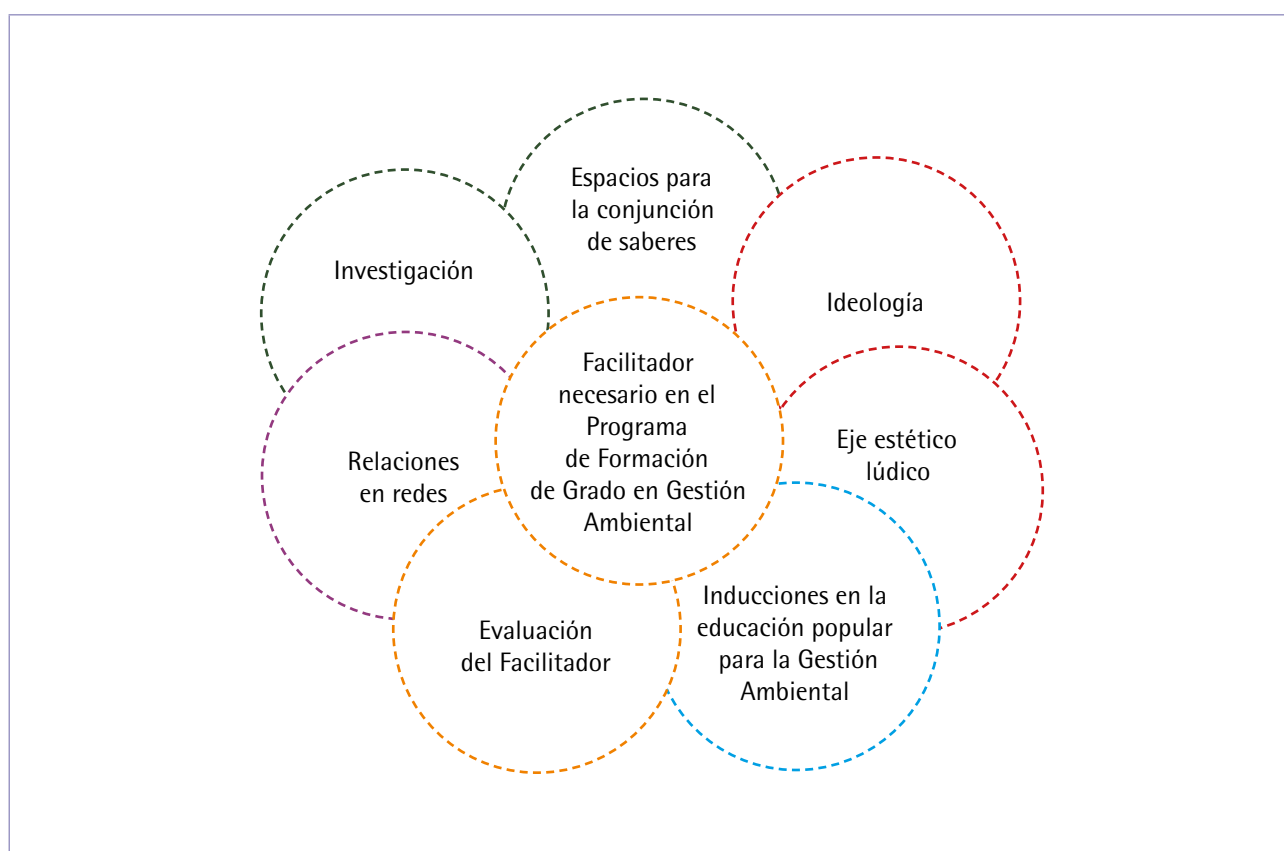 Espacios para
la conjunción
de saberes
Investigación
Ideología
Facilitador
necesario en el
Programa
de Formación
de Grado en Gestión
Ambiental
Eje estético
lúdico
Relaciones
en redes
Inducciones en la
educación popular
para la Gestión
Ambiental
Evaluación
del Facilitador